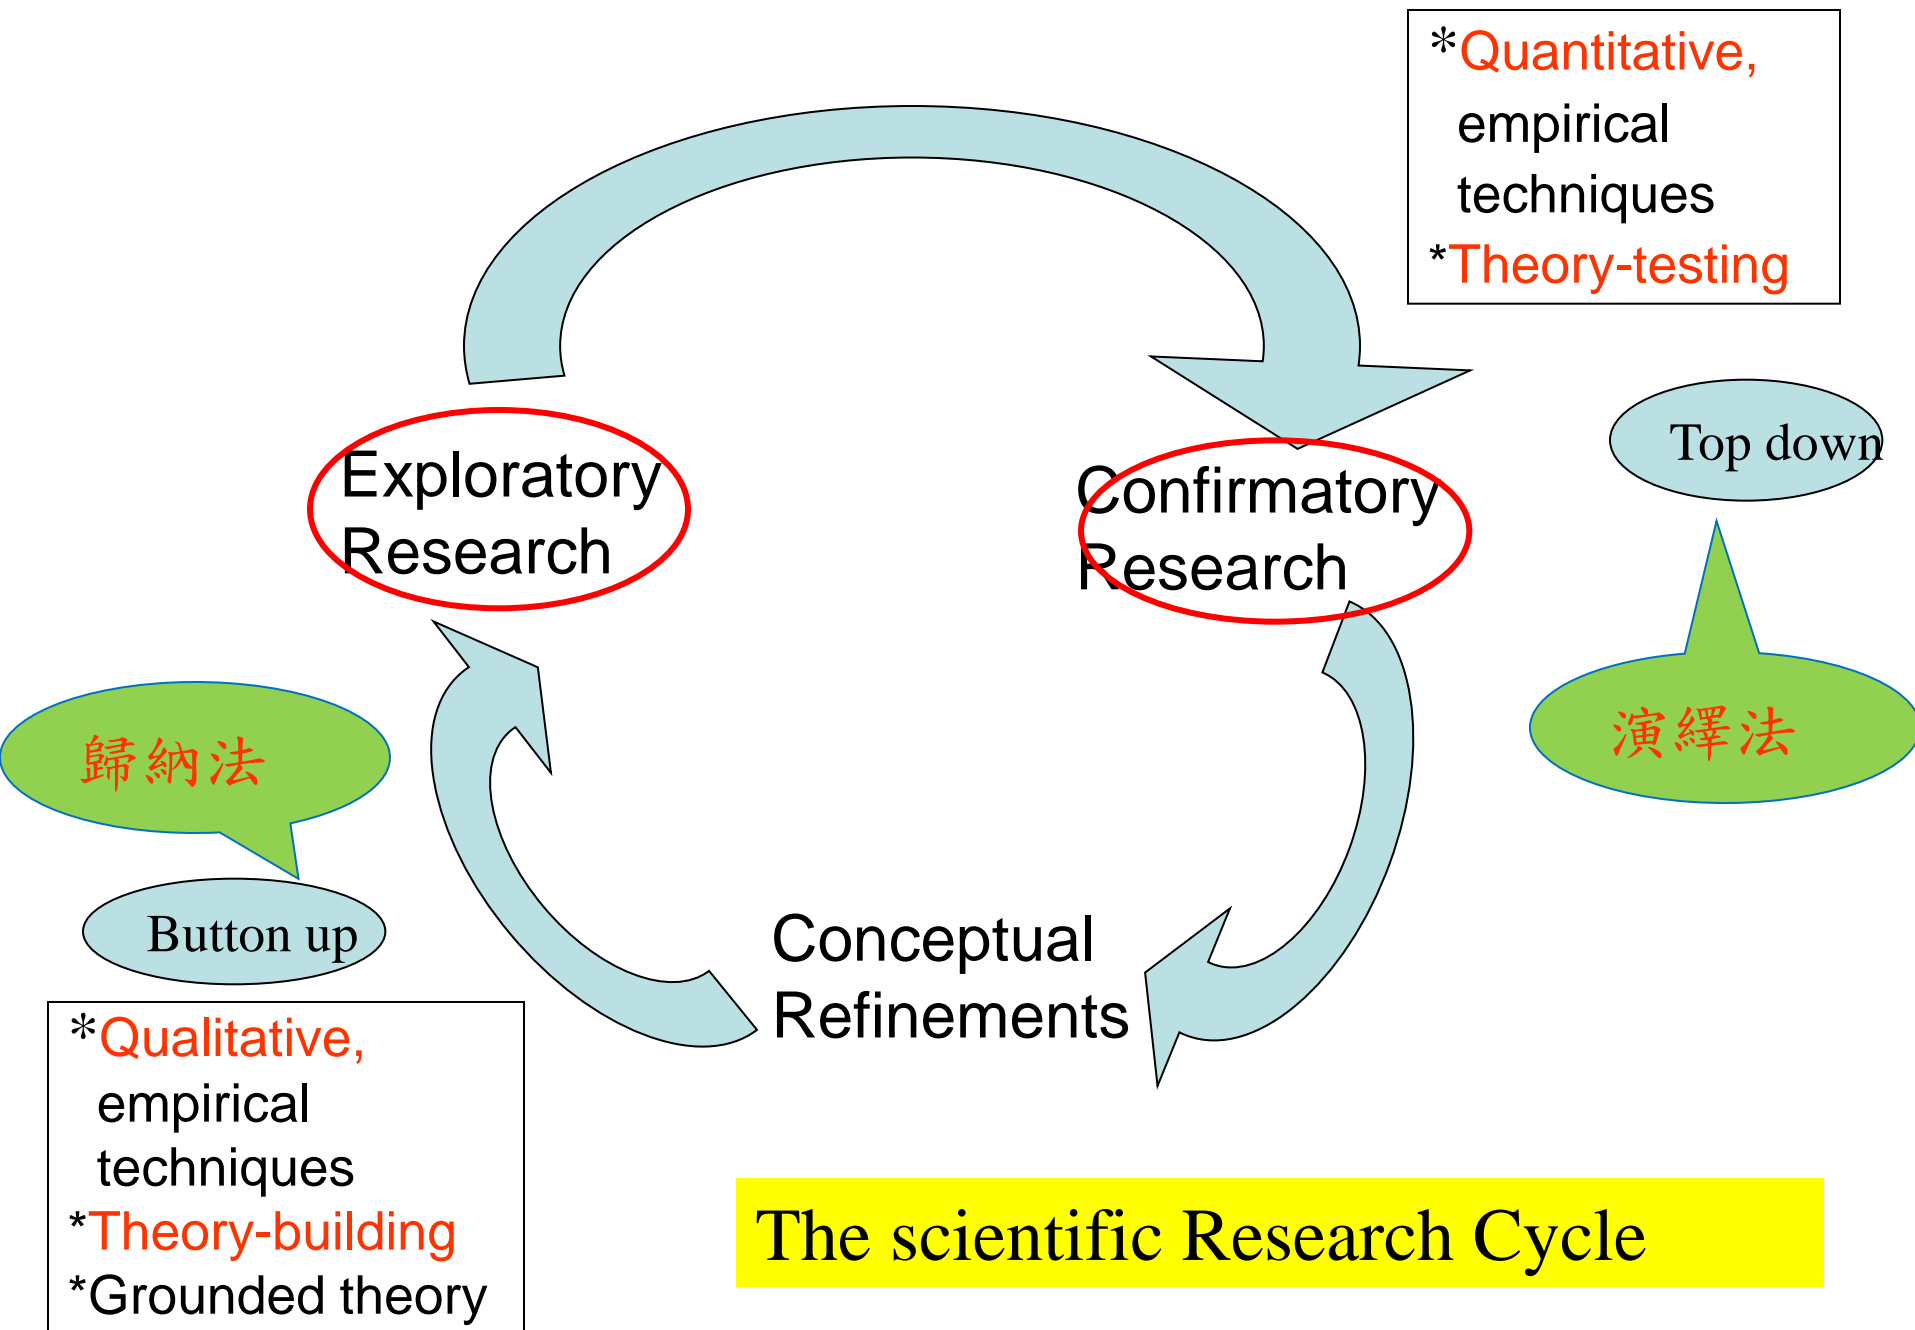 *Quantitative,
empirical
techniques
*Theory-testing
Exploratory
Research
Confirmatory
Research
Top down
歸納法
演繹法
Button up
Conceptual
Refinements
*Qualitative,
empirical
techniques
*Theory-building
*Grounded theory
The scientific Research Cycle